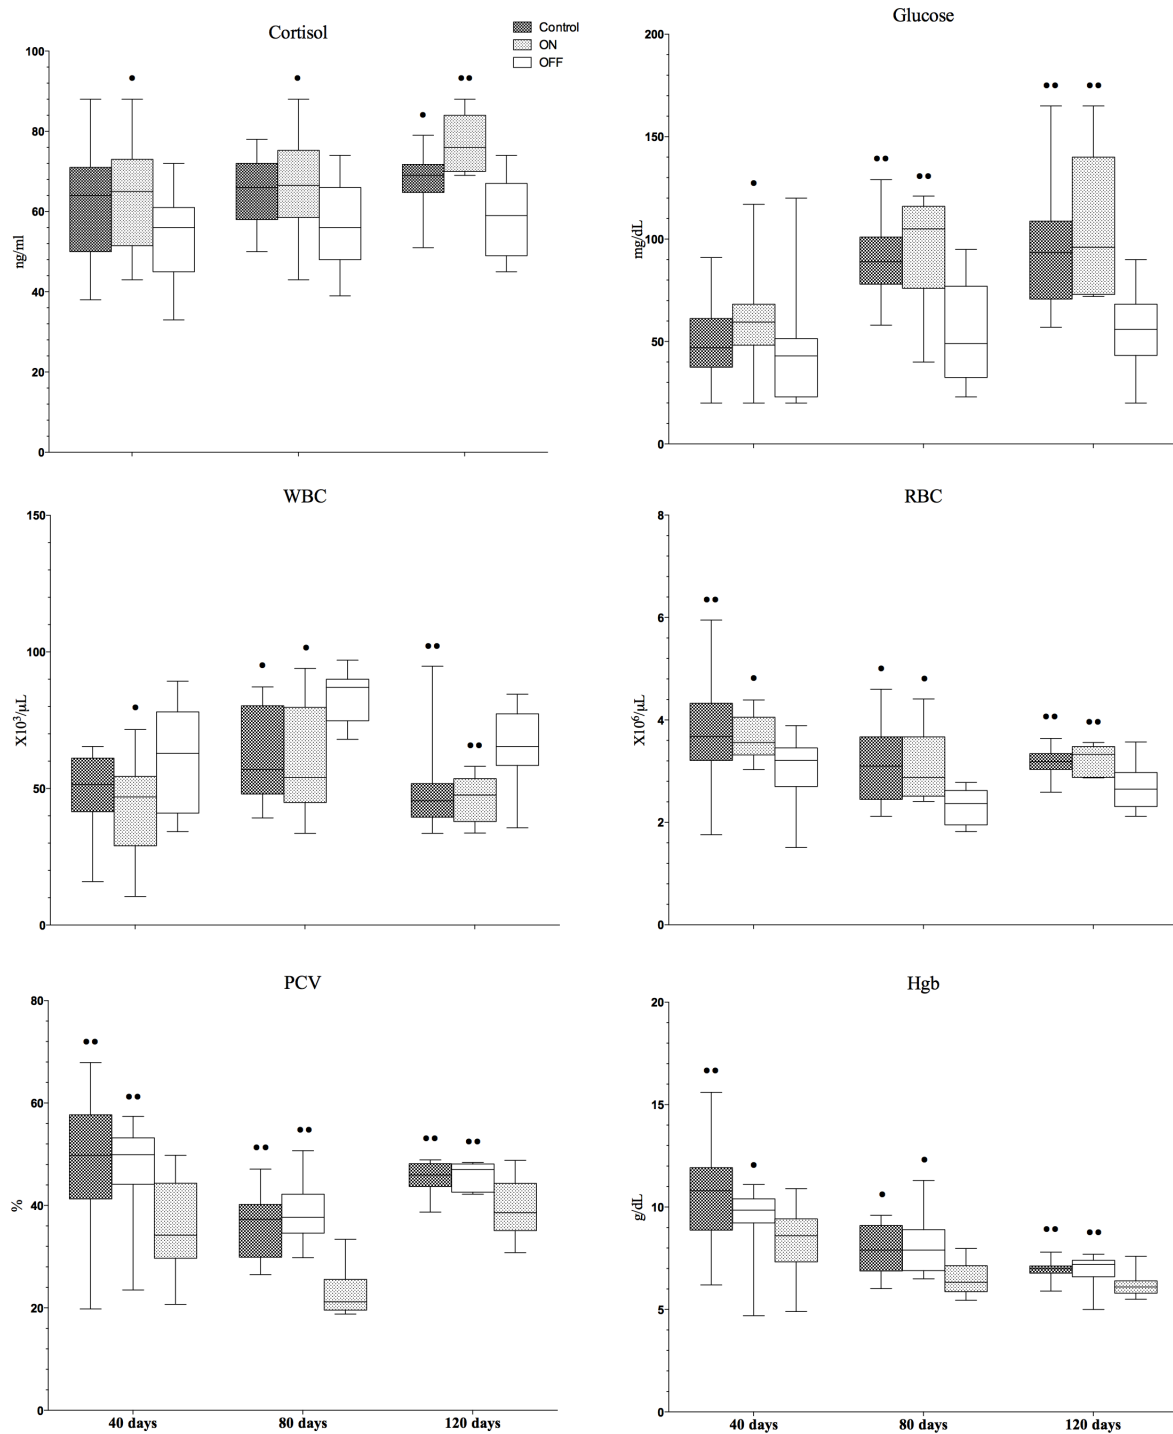 Cortisol
Control
ON
OFF
100
80
60
40
20
0
ng/ml
Glucose
200
150
100
50
0
mg/dL
WBC
150
100
50
0
X10³/µL
RBC
8
6
4
2
0
X10⁶/µL
PCV
80
60
40
20
0
%
40 days
80 days
120 days
Hgb
20
15
10
5
0
g/dL
40 days
80 days
120 days